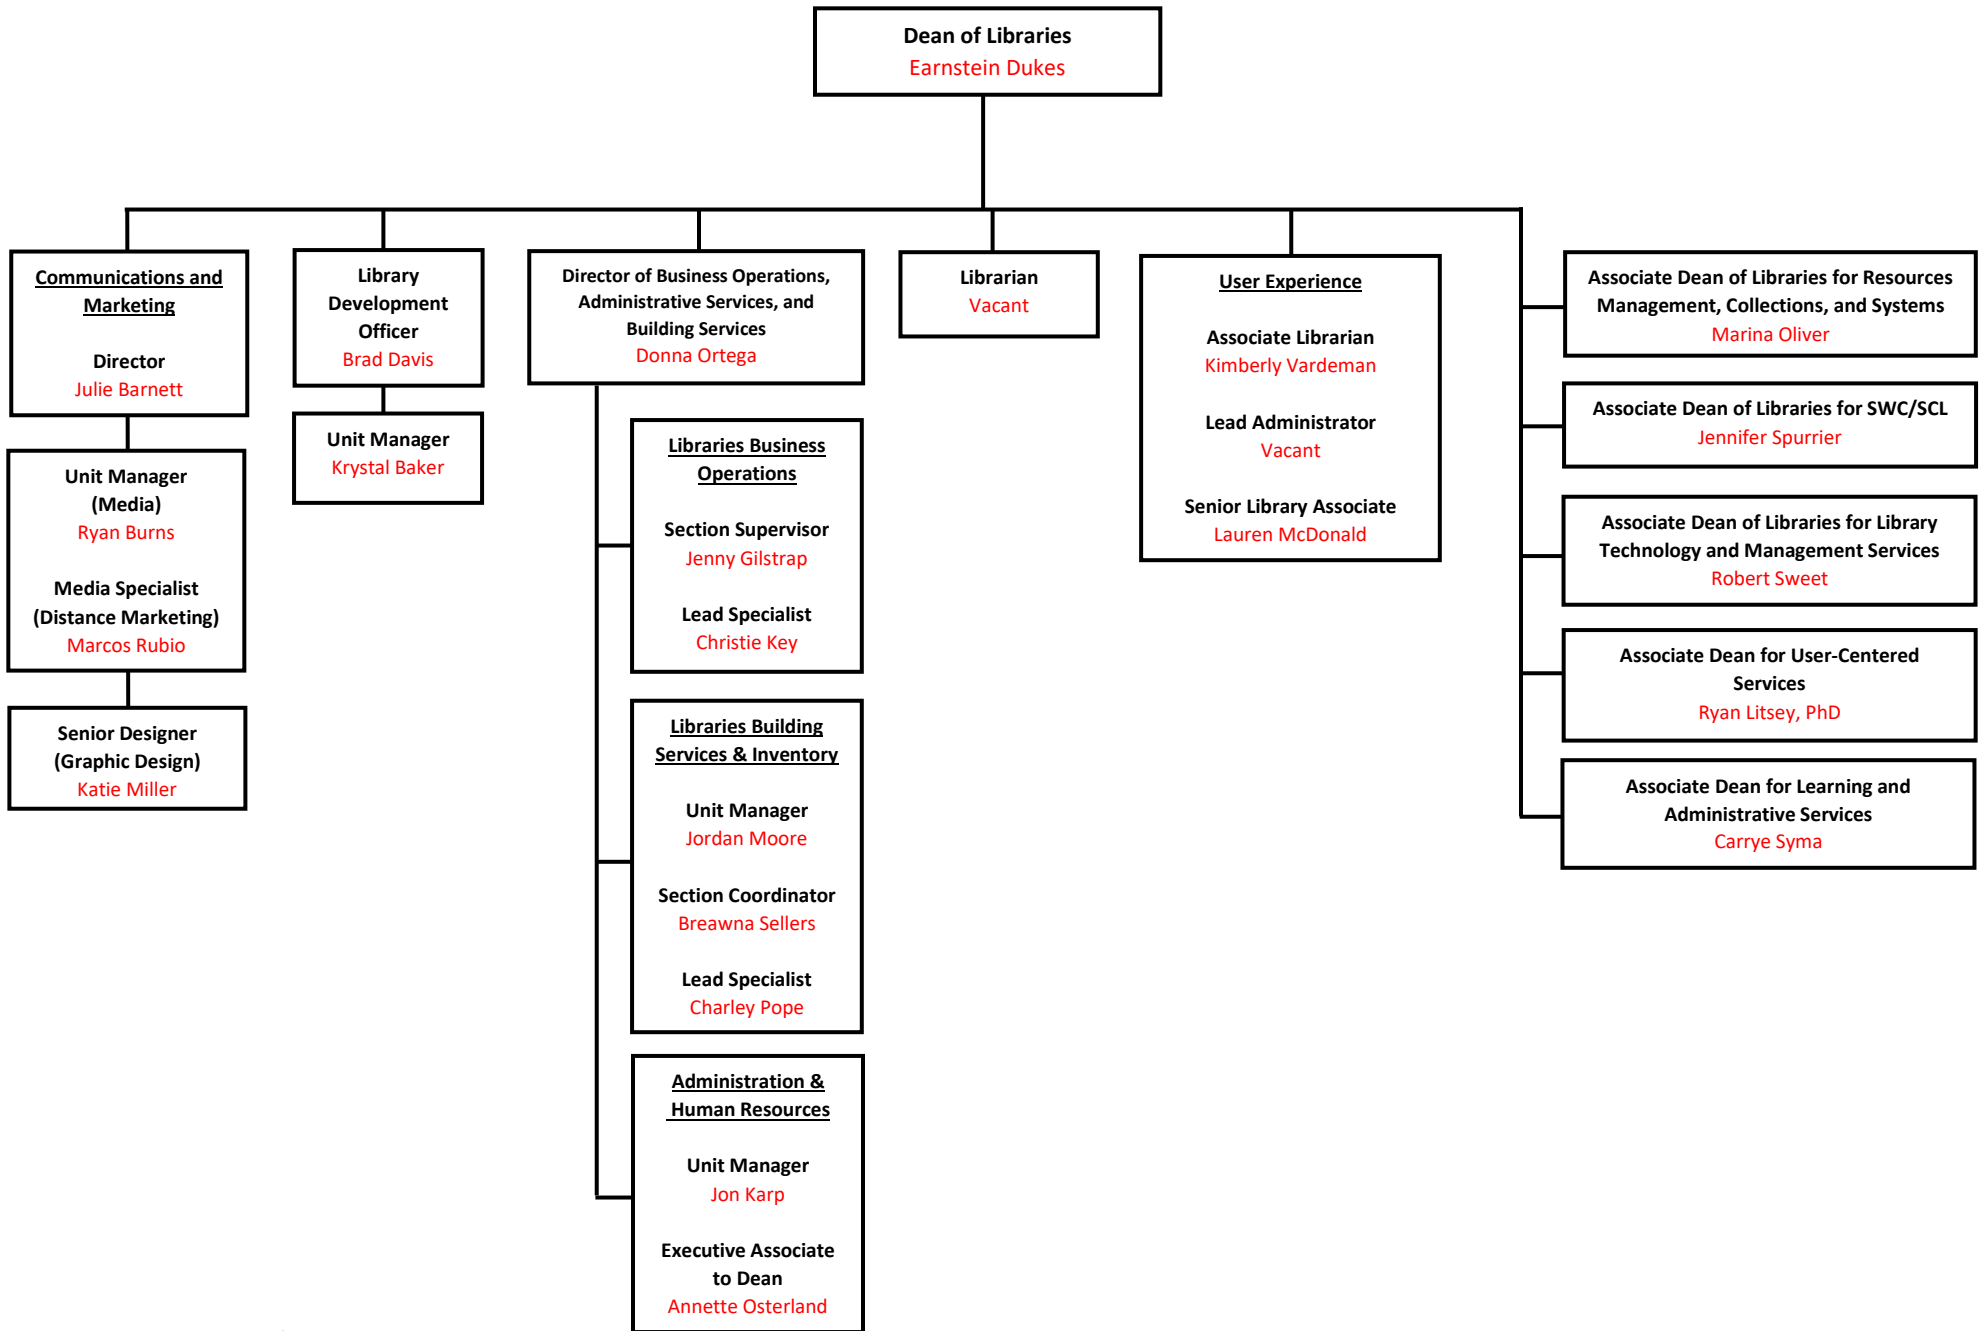 Dean of Libraries
Earnstein Dukes
Communications and
Marketing
Director
Julie Barnett
Unit Manager
(Media)
Ryan Burns
Media Specialist
(Distance Marketing)
Marcos Rubio
Senior Designer
(Graphic Design)
Katie Miller
Library
Development
Officer
Brad Davis
Unit Manager
Krystal Baker
Director of Business Operations,
Administrative Services, and
Building Services
Donna Ortega
Libraries Business
Operations
Section Supervisor
Jenny Gilstrap
Lead Specialist
Christie Key
Libraries Building
Services & Inventory
Unit Manager
Jordan Moore
Section Coordinator
Breawna Sellers
Lead Specialist
Charley Pope
Administration &
Human Resources
Unit Manager
Jon Karp
Executive Associate
to Dean
Annette Osterland
Librarian
Vacant
User Experience
Associate Librarian
Kimberly Vardeman
Lead Administrator
Vacant
Senior Library Associate
Lauren McDonald
Associate Dean of Libraries for Resources
Management, Collections, and Systems
Marina Oliver
Associate Dean of Libraries for SWC/SCL
Jennifer Spurrier
Associate Dean of Libraries for Library
Technology and Management Services
Robert Sweet
Associate Dean for User-Centered
Services
Ryan Litsey, PhD
Associate Dean for Learning and
Administrative Services
Carrye Syma